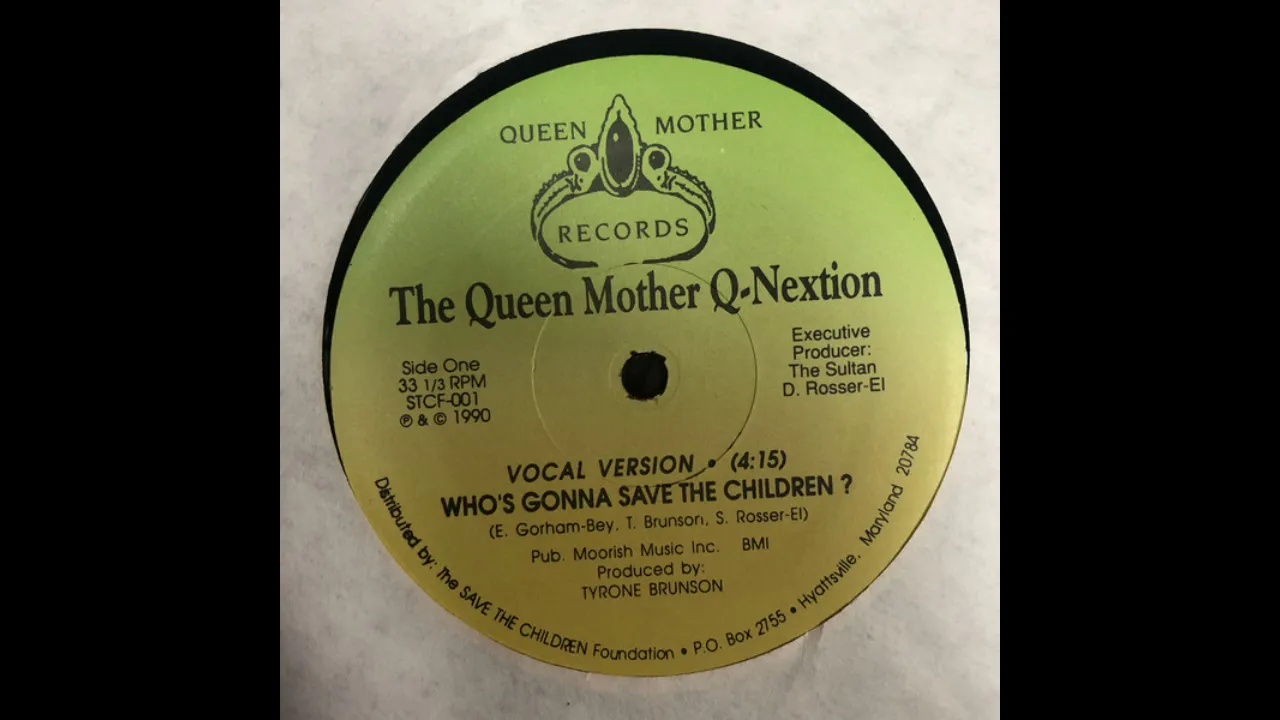 QUEEN MOTHER
RECORDS
The Queen Mother Q-Nextion
Side One
33 1/3 RPM
STCF-001
℗ & © 1990
Executive
Producer:
The Sultan
D. Rosser-El
VOCAL VERSION • (4:15)
WHO'S GONNA SAVE THE CHILDREN ?
(E. Gorham-Bey, T. Brunson, S. Rosser-El)
Pub. Moorish Music Inc. BMI
Produced by:
TYRONE BRUNSON
Distributed by: The SAVE THE CHILDREN Foundation • P.O. Box 2755 • Hyattsville, Maryland 20784